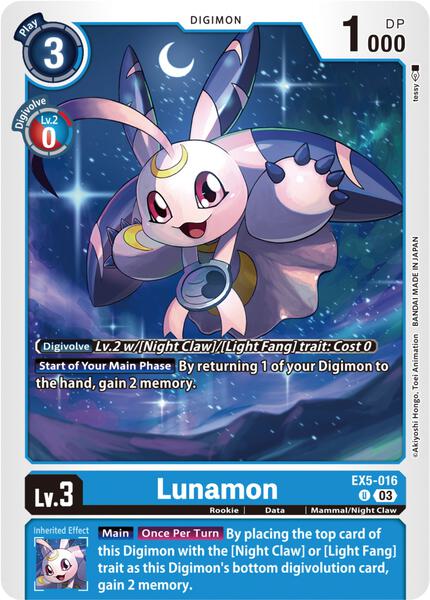 DIGIMON
Play
3
1000
DP
Digivolve
Lv.2
0
tessy
©Akiyoshi Hongo, Toei Animation BANDAI MADE IN JAPAN
Digivolve Lv.2 w/[Night Claw]/[Light Fang] trait: Cost 0
Start of Your Main Phase By returning 1 of your Digimon to
the hand, gain 2 memory.
Lv.3
Lunamon
EX5-016
U 03
Rookie | Data | Mammal/Night Claw
Inherited Effect
Main Once Per Turn By placing the top card of
this Digimon with the [Night Claw] or [Light Fang]
trait as this Digimon's bottom digivolution card,
gain 2 memory.